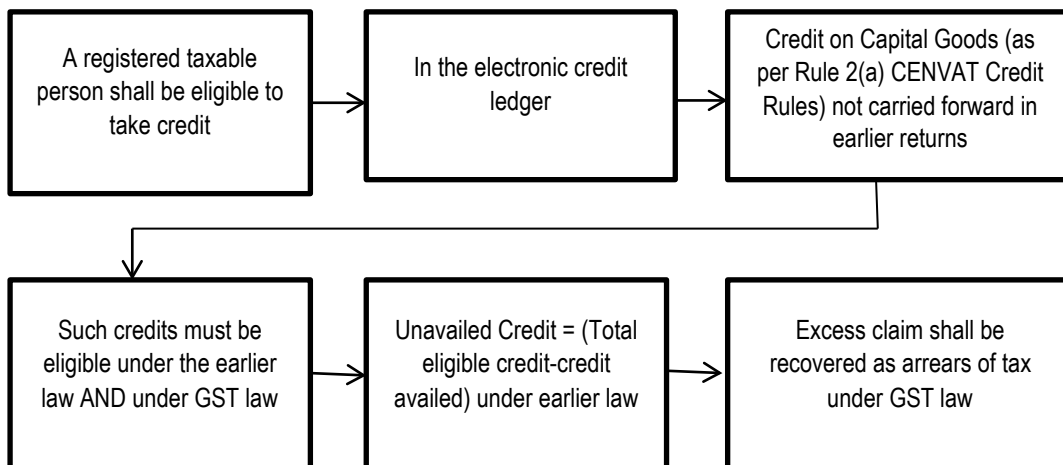 A registered taxable
person shall be eligible to
take credit
In the electronic credit
ledger
Credit on Capital Goods (as
per Rule 2(a) CENVAT Credit
Rules) not carried forward in
earlier returns
Such credits must be
eligible under the earlier
law AND under GST law
Unavailed Credit = (Total
eligible credit-credit
availed) under earlier law
Excess claim shall be
recovered as arrears of tax
under GST law